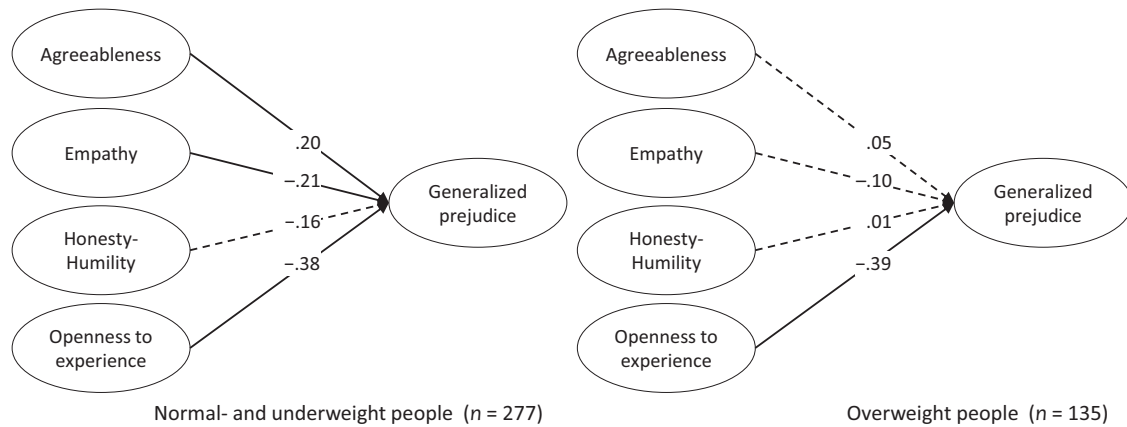 Agreeableness
Empathy
Honesty-
Humility
Openness to
experience
.20
−.21
−.16
−.38
Generalized
prejudice
Normal- and underweight people (n = 277)
Agreeableness
Empathy
Honesty-
Humility
Openness to
experience
.05
−.10
.01
−.39
Generalized
prejudice
Overweight people (n = 135)